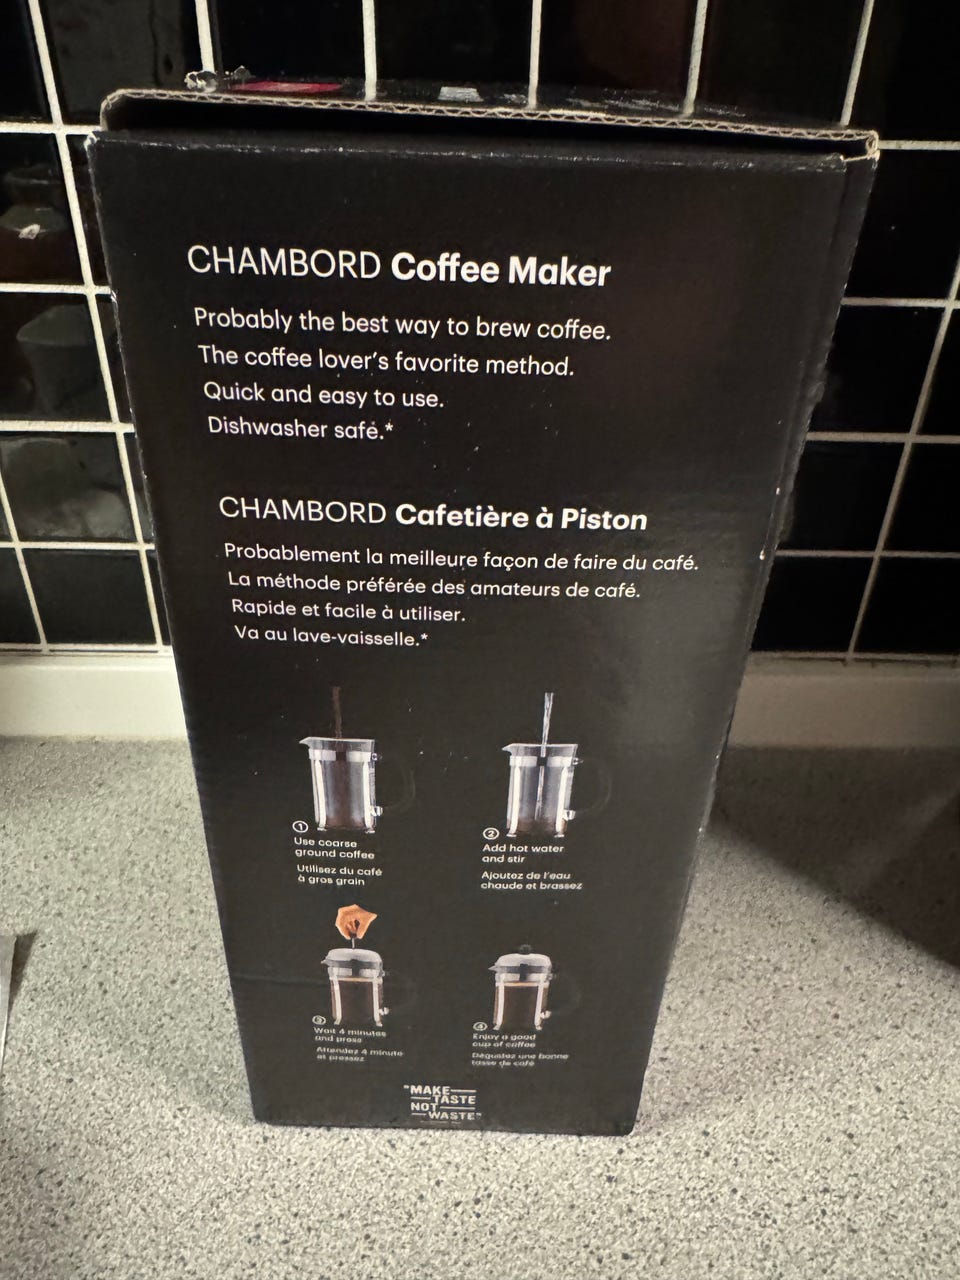 CHAMBORD Coffee Maker
Probably the best way to brew coffee.
The coffee lover's favorite method.
Quick and easy to use.
Dishwasher safe.*
CHAMBORD Cafetière à Piston
Probablement la meilleure façon de faire du café.
La méthode préférée des amateurs de café.
Rapide et facile à utiliser.
Va au lave-vaisselle.*
1
Use coarse
ground coffee
Utilisez du café
à gros grain
2
Add hot water
and stir
Ajoutez de l'eau
chaude et brassez
3
Wait 4 minutes
and press
Attendez 4 minute
et pressez
4
Enjoy a good
cup of coffee
Dégustez une bonne
tasse de café
"MAKE
TASTE
NOT
WASTE"